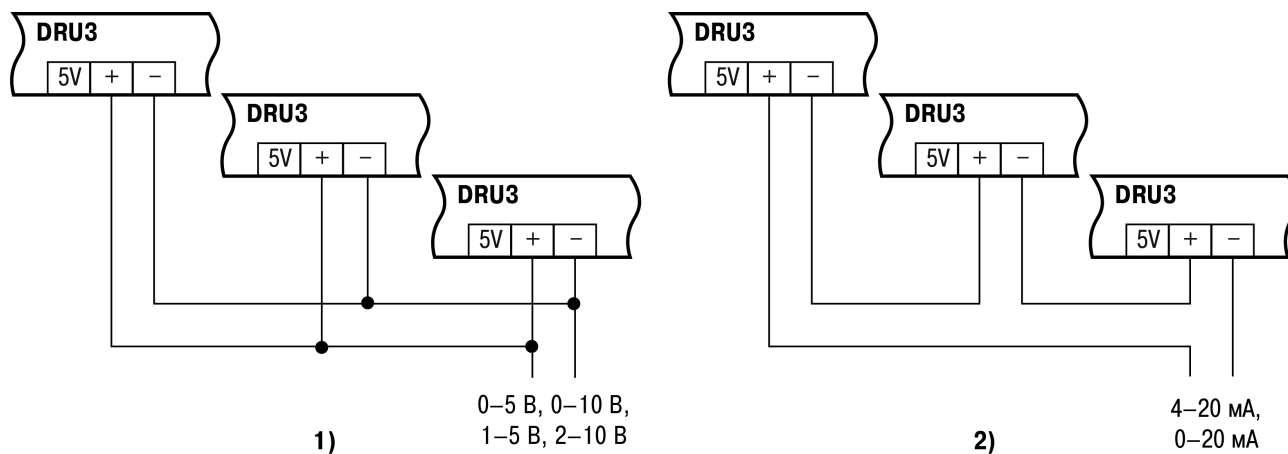 DRU3
5V + −
DRU3
5V + −
DRU3
5V + −
0–5 В, 0–10 В,
1–5 В, 2–10 В
1)
DRU3
5V + −
DRU3
5V + −
DRU3
5V + −
4–20 мА,
0–20 мА
2)